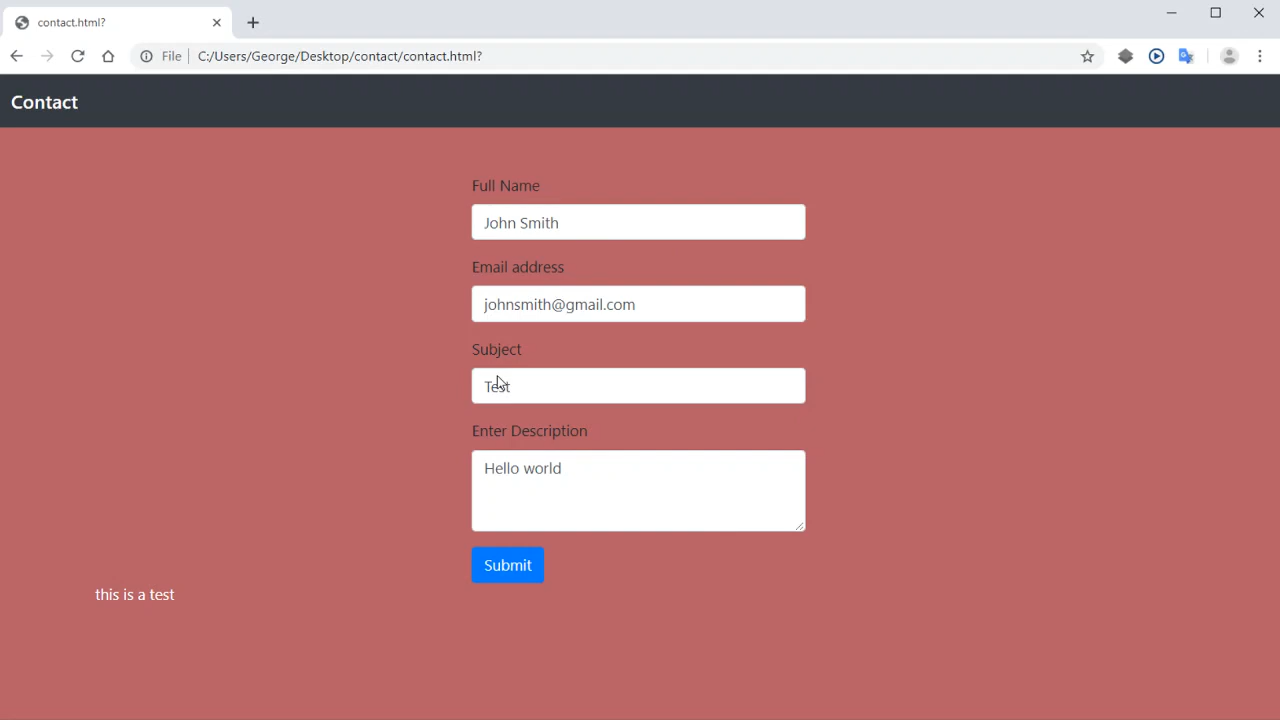 contact.html?
File
C:/Users/George/Desktop/contact/contact.html?
Contact
Full Name
John Smith
Email address
johnsmith@gmail.com
Subject
Test
Enter Description
Hello world
Submit
this is a test